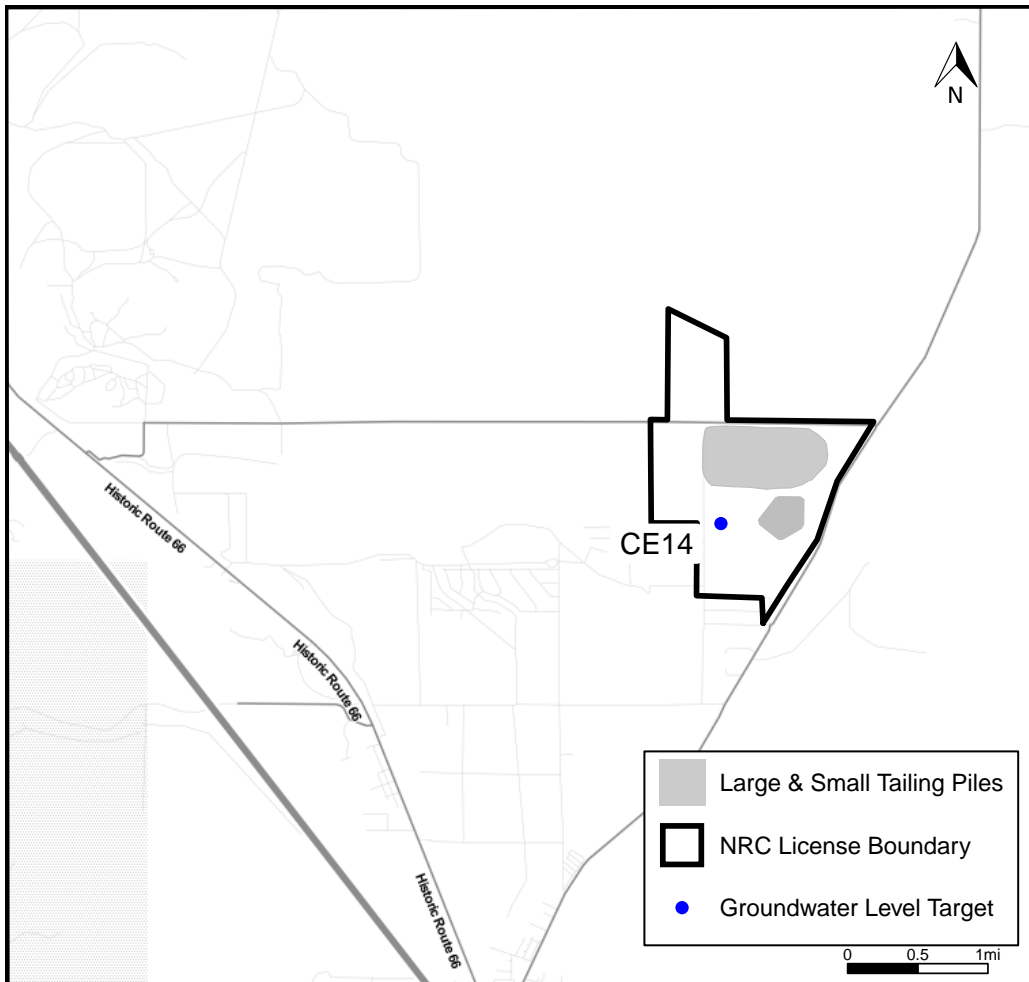 N
Historic Route 66
CE14
Historic Route 66
Large & Small Tailing Piles
NRC License Boundary
Historic Route 66
Groundwater Level Target
0 0.5 1mi